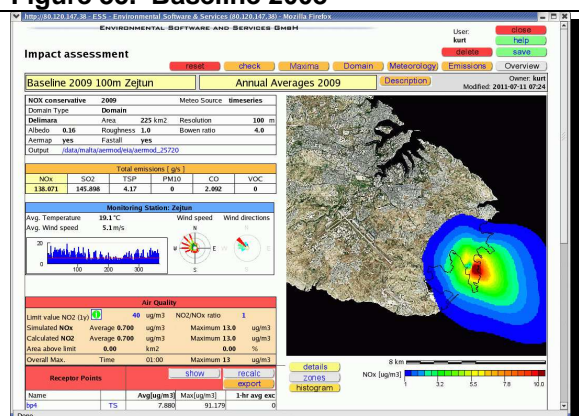 Figure 55: Baseline 2009
http://80.120.147.38 - ESS - Environmental Software & Services (80.120.147.38) - Mozilla Firefox
ENVIRONMENTAL SOFTWARE AND SERVICES GMBH
User: kurt
close
help
Impact assessment
delete
save
reset check Maxima Domain Meteorology Emissions Overview
Baseline 2009 100m Zejtun
Annual Averages 2009
Description
Owner: kurt
Modified: 2011-07-11 07:24
NOX conservative 2009 Meteo Source timeseries
Domain Type Domain
Delimara Area 225 km2 Resolution 100 m
Albedo 0.16 Roughness 1.0 Bowen ratio 4.0
Aermap yes Fastall yes
Output /data/malta/aermod/eia/aermod_25720
Total emissions [ g/s ]
NOx SO2 TSP PM10 CO VOC
138.071 145.898 4.17 0 2.092 0
Monitoring Station: Zejtun
Avg. Temperature 19.1 °C Wind speed Wind directions
Avg. Wind speed 5.1 m/s
N
20
W E
0
100 200 300
S S
Air Quality
Limit value NO2 (1y) 40 ug/m3 NO2/NOx ratio 1
Simulated NOx Average 0.700 ug/m3 Maximum 13.0 ug/m3
Calculated NO2 Average 0.700 ug/m3 Maximum 13.0 ug/m3
Area above limit 0.00 km2 0.00 %
Overall Max. Time 01:00 Maximum 13 ug/m3
Receptor Points
show recalc
export
Name Avg[ug/m3] Max[ug/m3] 1-hr avg exc
bp4 TS 7.880 91.179 0
details
zones
histogram
8 km
NOx [ug/m3]
1 3.2 5.5 7.8 10.0
Done